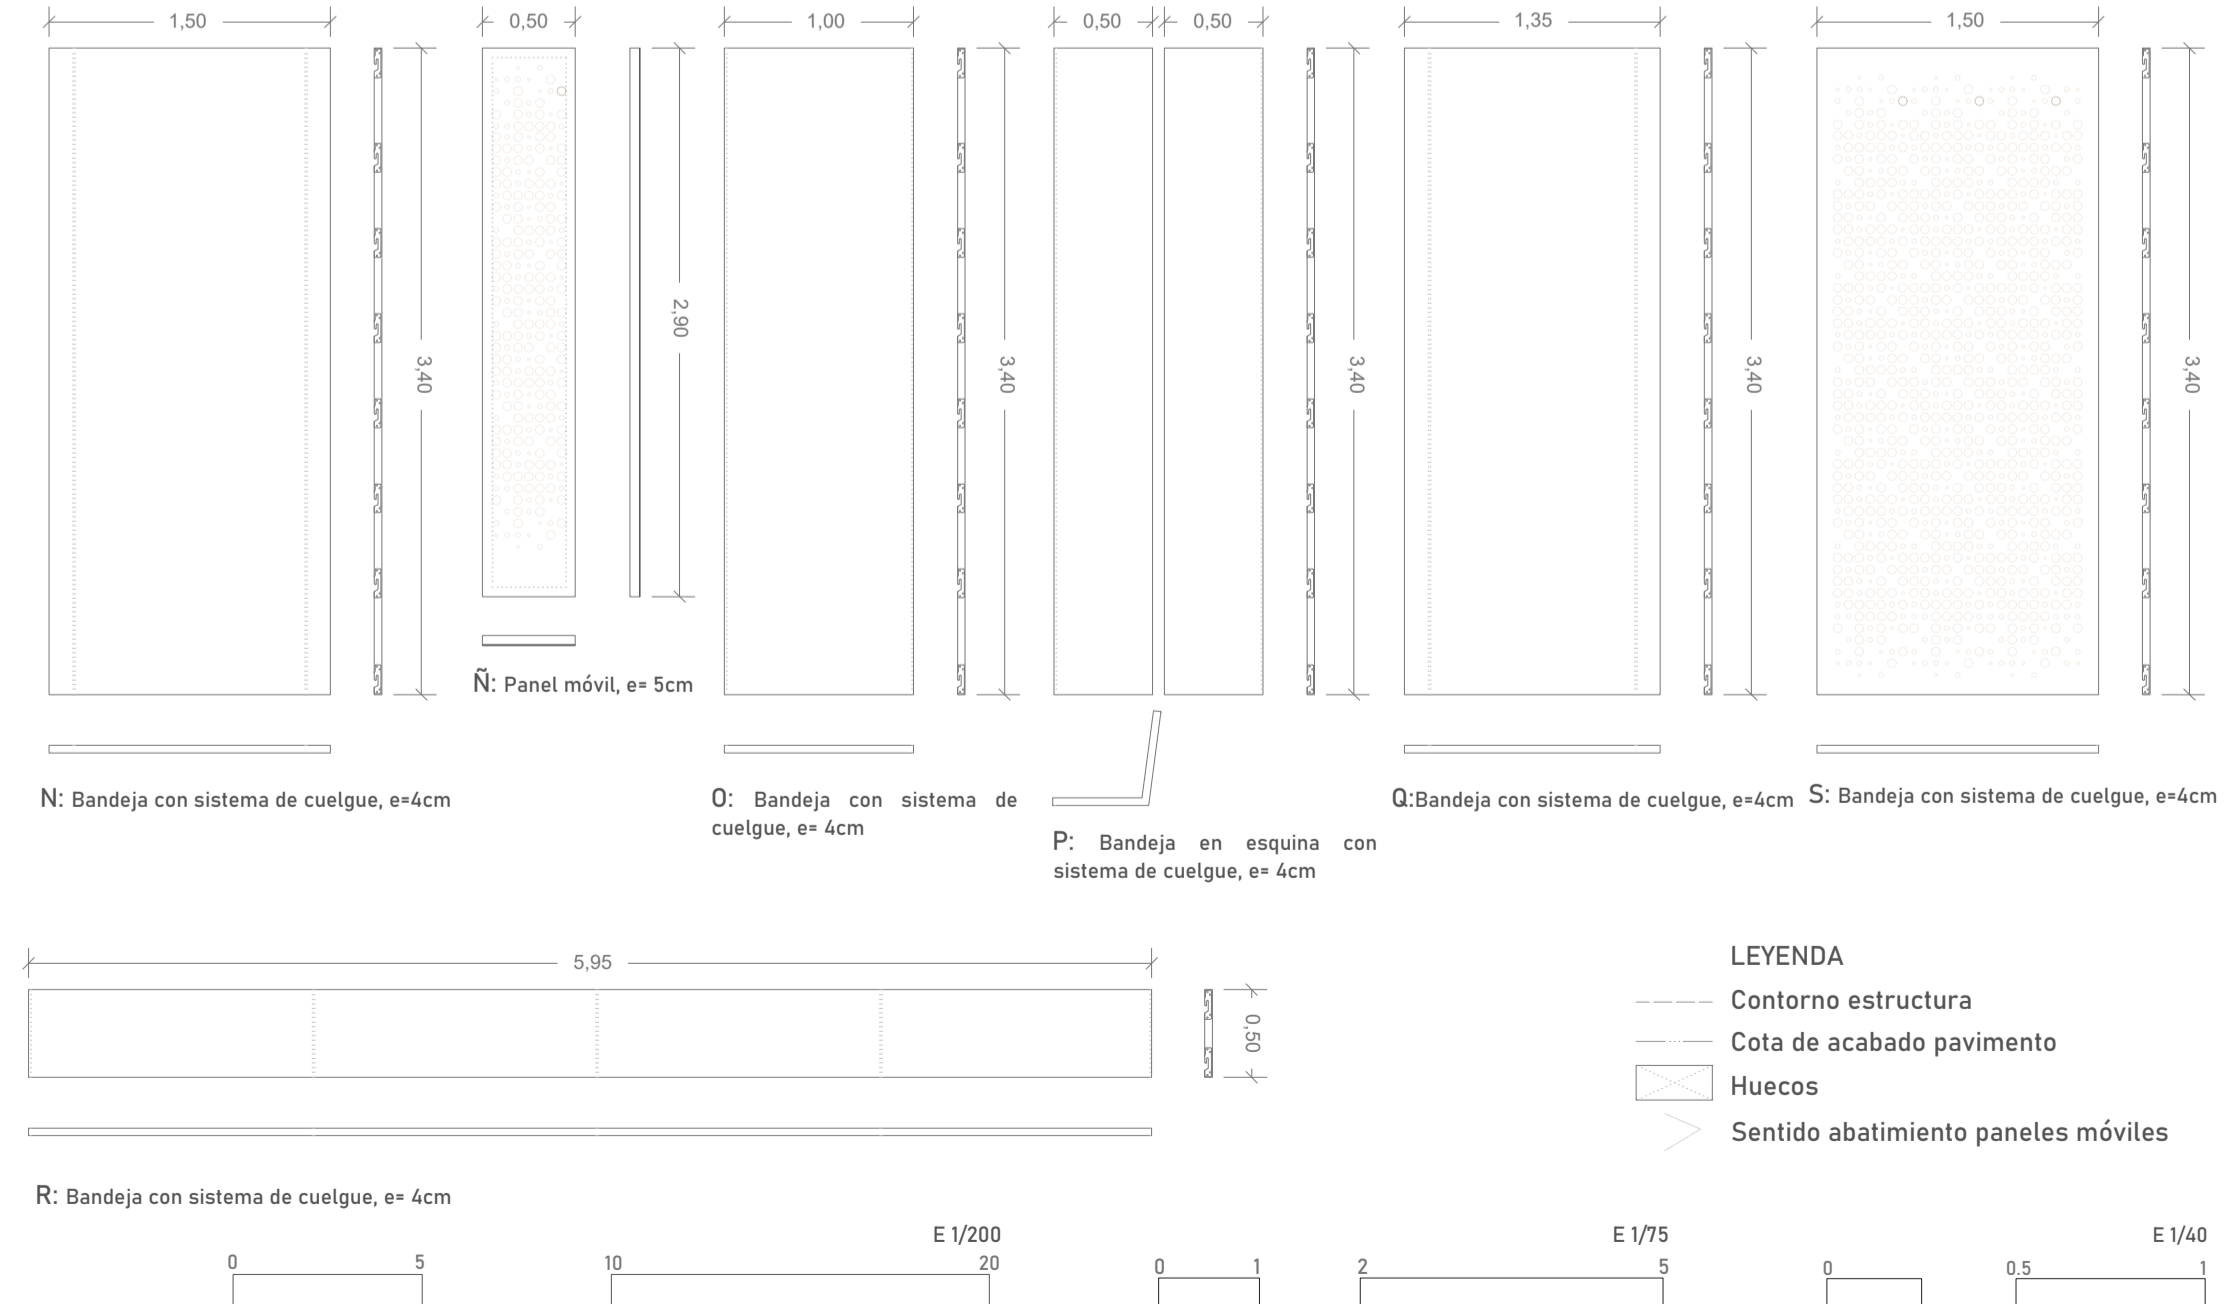 1,50
0,50
1,00
0,50
0,50
1,35
1,50
3,40
2,90
3,40
3,40
3,40
3,40
Ñ: Panel móvil, e= 5cm
N: Bandeja con sistema de cuelgue, e=4cm
O: Bandeja con sistema de
cuelgue, e= 4cm
P: Bandeja en esquina con
sistema de cuelgue, e= 4cm
Q:Bandeja con sistema de cuelgue, e=4cm
S: Bandeja con sistema de cuelgue, e=4cm
5,95
0,50
R: Bandeja con sistema de cuelgue, e= 4cm
LEYENDA
Contorno estructura
Cota de acabado pavimento
Huecos
Sentido abatimiento paneles móviles
E 1/200
0 5 10 20
E 1/75
0 1 2 5
E 1/40
0 0.5 1